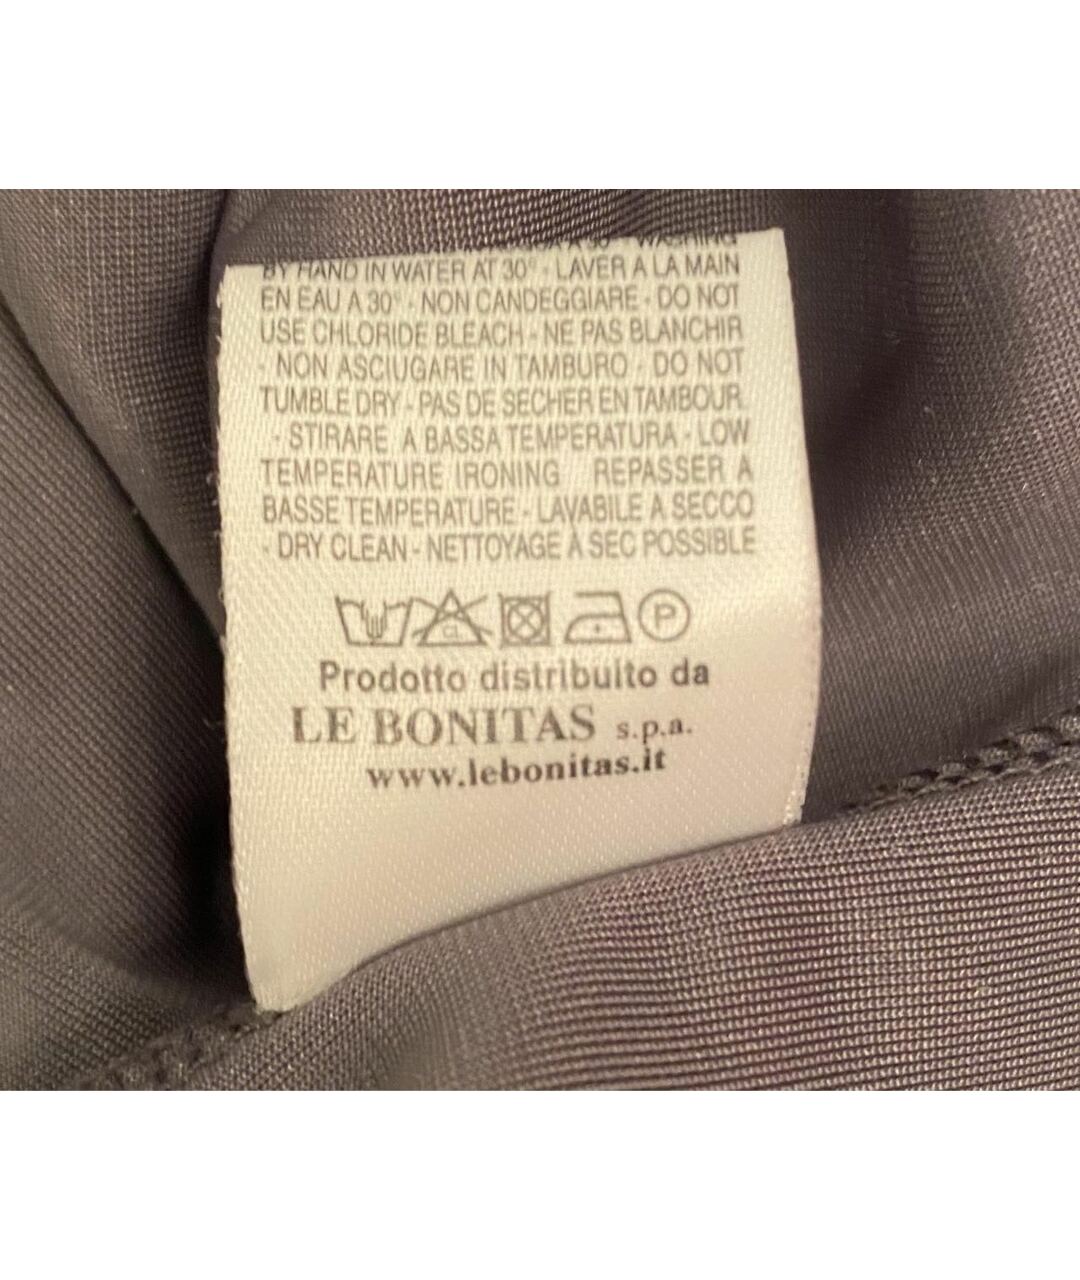 A 30° - WASHING
BY HAND IN WATER AT 30° - LAVER A LA MAIN
EN EAU A 30° - NON CANDEGGIARE - DO NOT
USE CHLORIDE BLEACH - NE PAS BLANCHIR
- NON ASCIUGARE IN TAMBURO - DO NOT
TUMBLE DRY - PAS DE SECHER EN TAMBOUR
- STIRARE A BASSA TEMPERATURA - LOW
TEMPERATURE IRONING REPASSER A
BASSE TEMPERATURE - LAVABILE A SECCO
- DRY CLEAN - NETTOYAGE A SEC POSSIBLE
cl P
Prodotto distribuito da
LE BONITAS s.p.a.
www.lebonitas.it